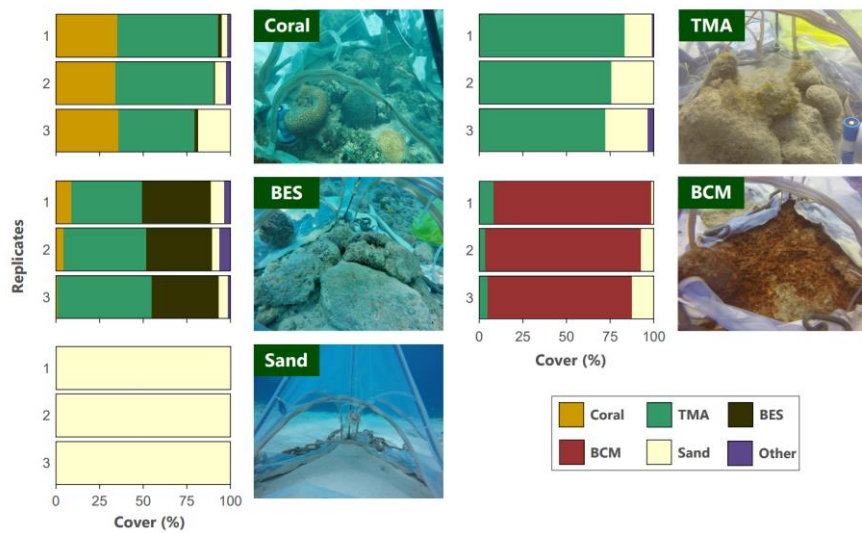 Coral
TMA
1
2
3
1
2
3
BES
BCM
Replicates
1
2
3
1
2
3
0 25 50 75 100
Cover (%)
Sand
1
2
3
0 25 50 75 100
Cover (%)
Coral TMA BES
BCM Sand Other